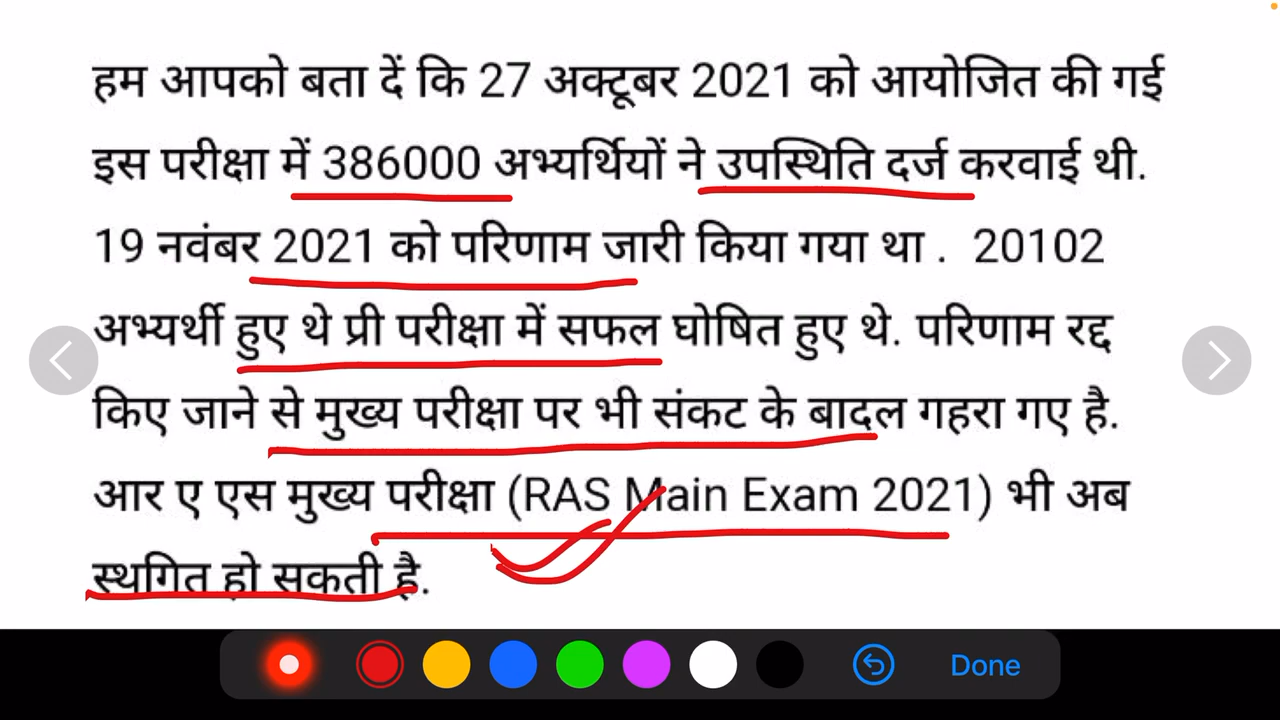 हम आपको बता दें कि 27 अक्टूबर 2021 को आयोजित की गई
इस परीक्षा में 386000 अभ्यर्थियों ने उपस्थिति दर्ज करवाई थी.
19 नवंबर 2021 को परिणाम जारी किया गया था . 20102
अभ्यर्थी हुए थे प्री परीक्षा में सफल घोषित हुए थे. परिणाम रद्द
किए जाने से मुख्य परीक्षा पर भी संकट के बादल गहरा गए है.
आर ए एस मुख्य परीक्षा (RAS Main Exam 2021) भी अब
स्थगित हो सकती है.
Done